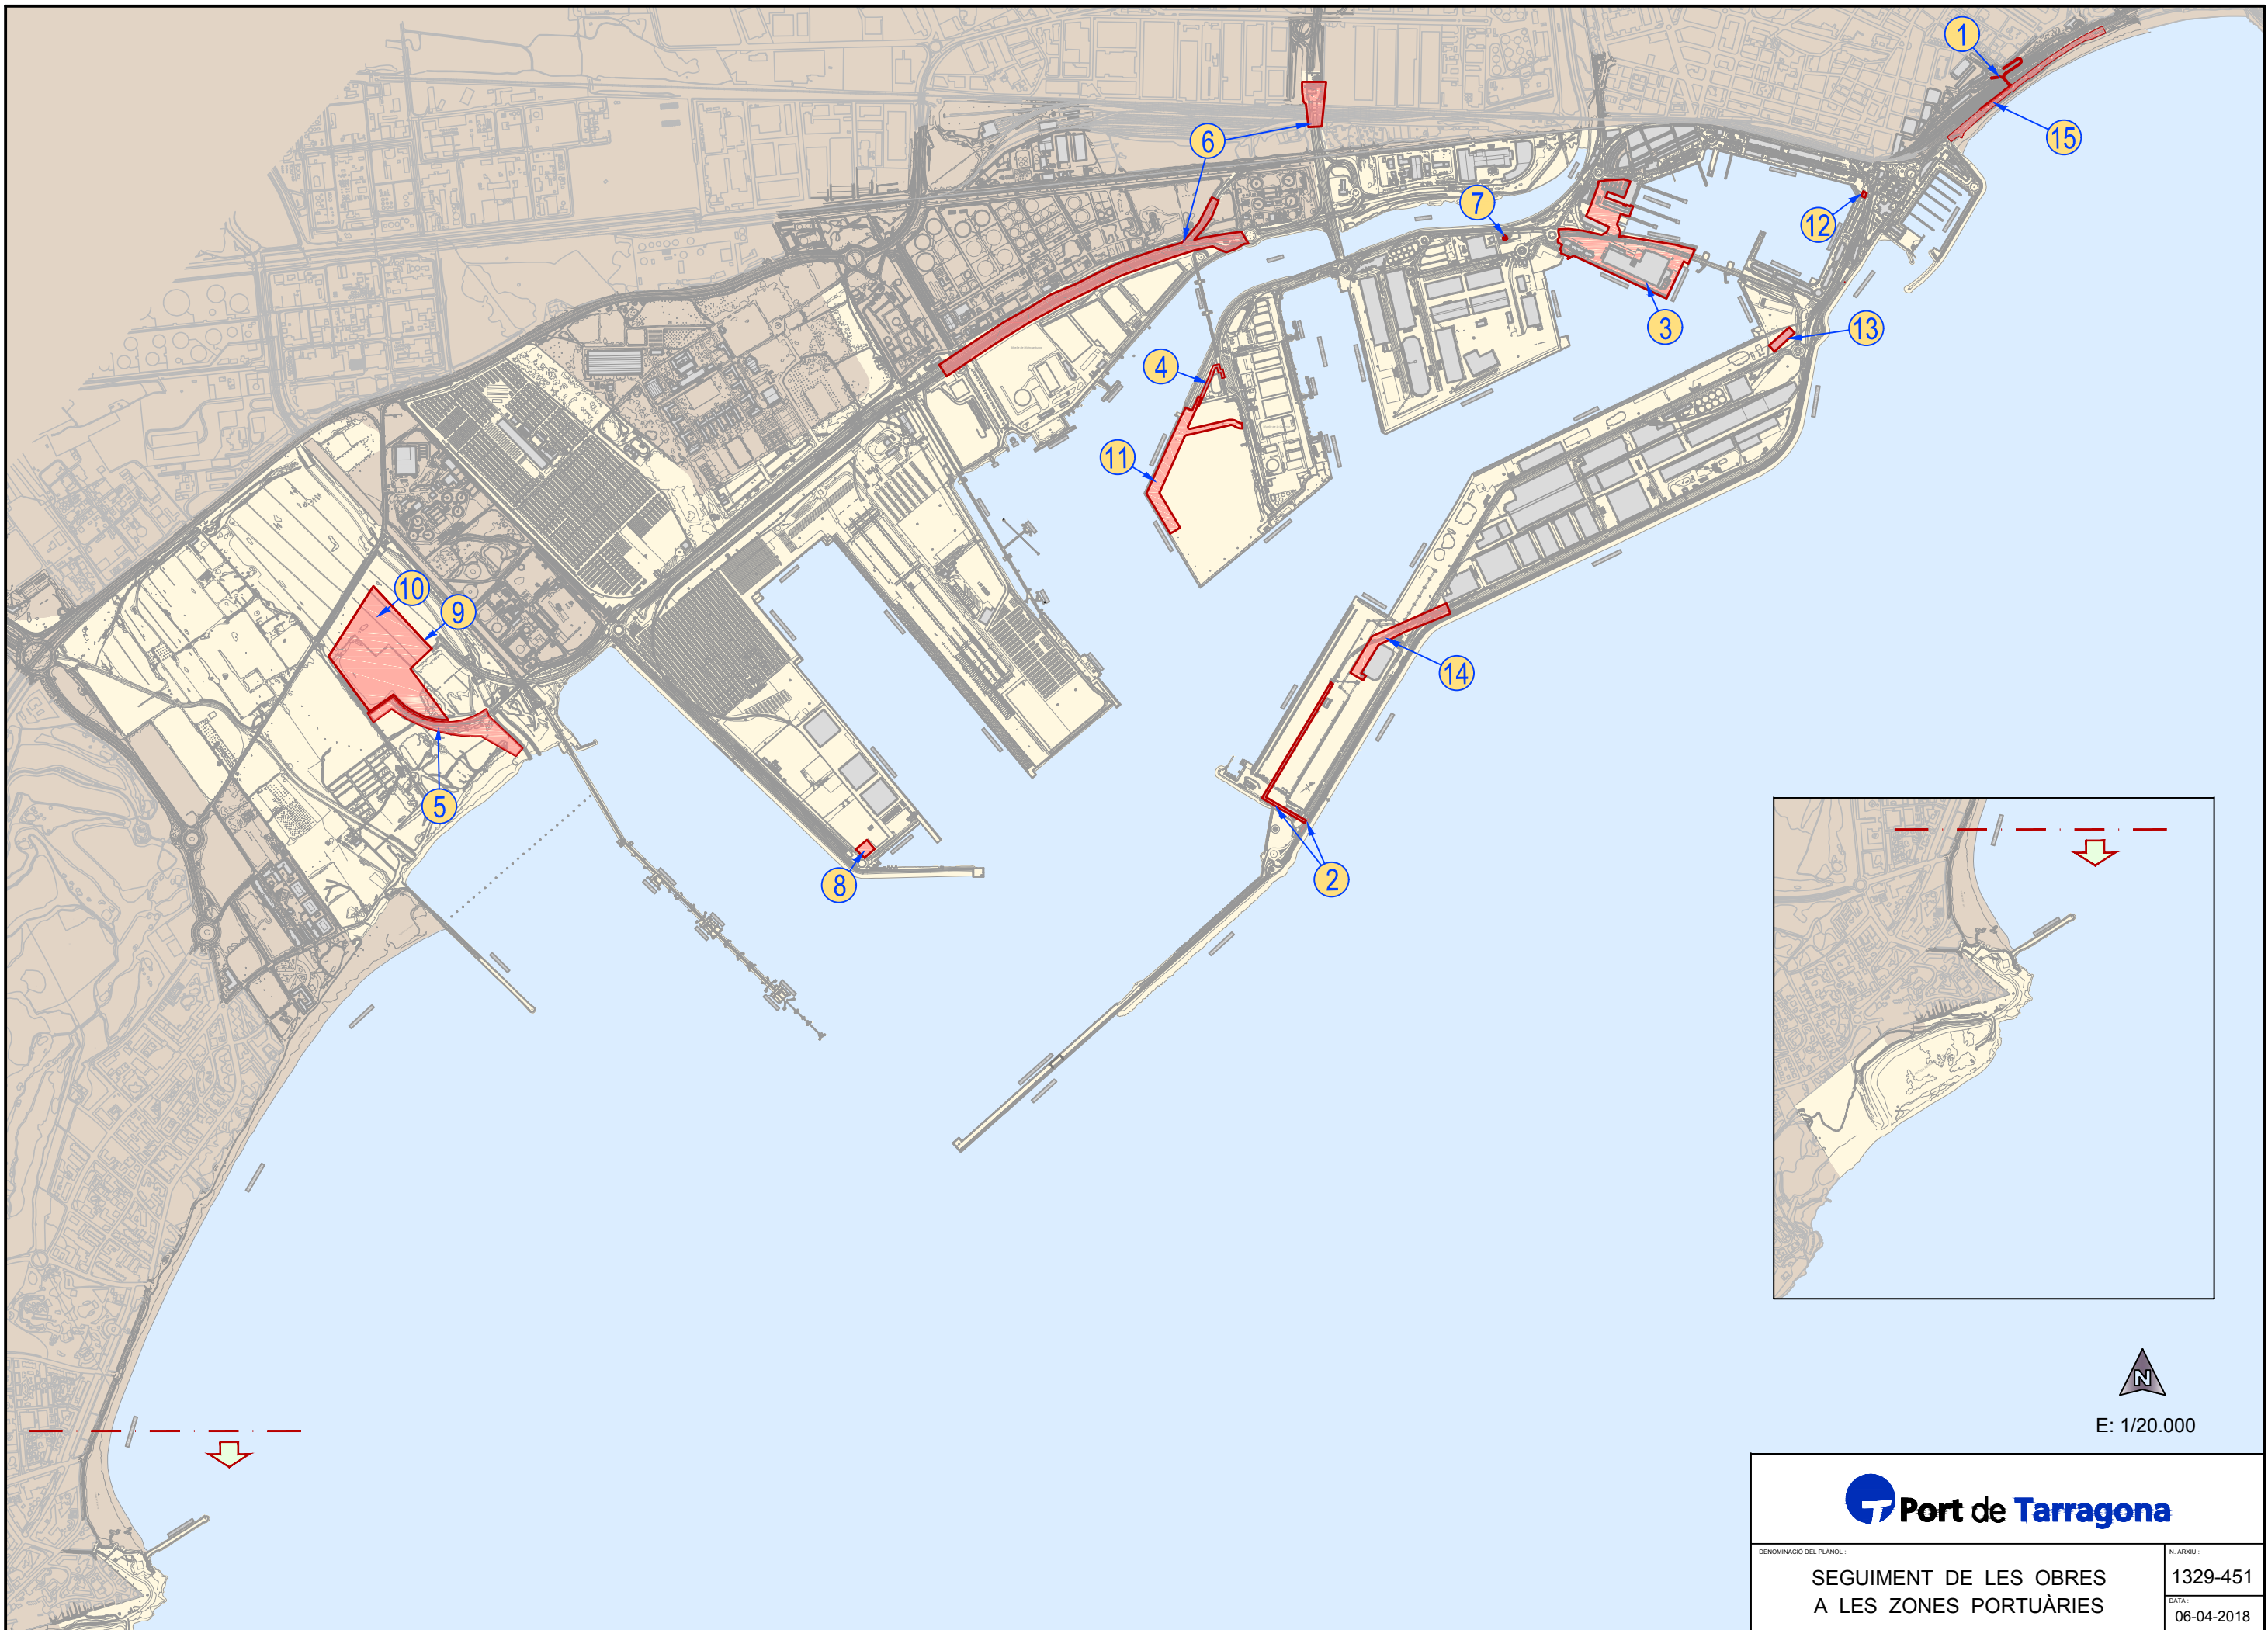 1
15
6
7
12
3
13
4
11
10
9
14
5
8
2
N
E: 1/20.000
Port de Tarragona
DENOMINACIÓ DEL PLÀNOL :
SEGUIMENT DE LES OBRES
A LES ZONES PORTUÀRIES
N. ARXIU :
1329-451
DATA :
06-04-2018